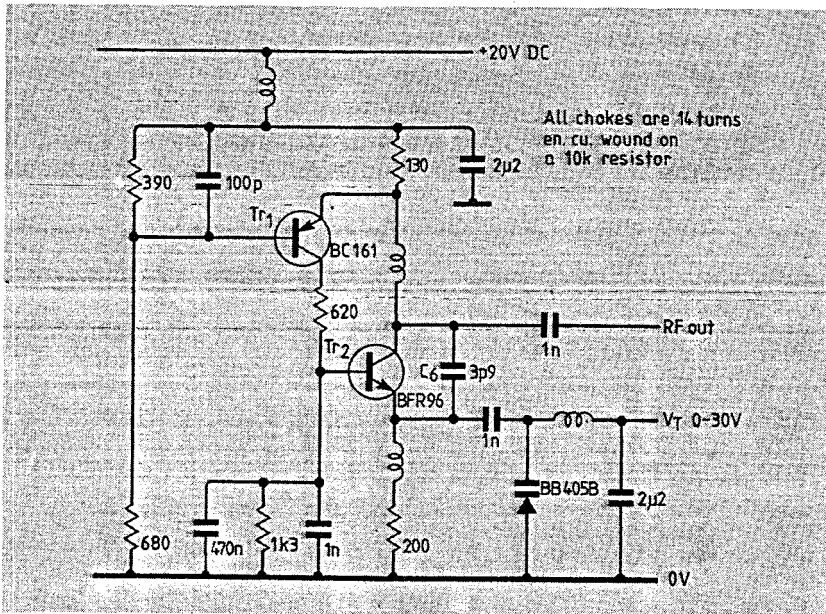 +20V DC
All chokes are 14 turns
en. cu. wound on
a 10k resistor
390
100p
130
2µ2
Tr1
BC161
620
RF out
1n
Tr2
C6
3p9
BFR96
1n
VT 0-30V
BB405B
2µ2
680
470n
1k3
1n
200
0V